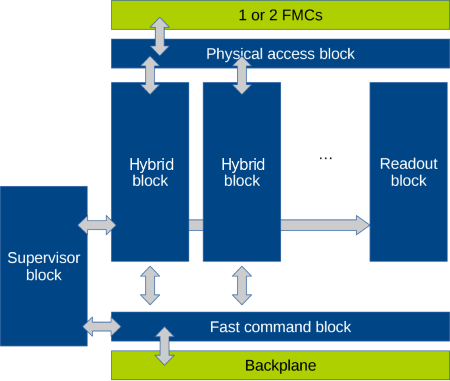 1 or 2 FMCs
Physical access block
Hybrid
block
Hybrid
block
...
Readout
block
Supervisor
block
Fast command block
Backplane